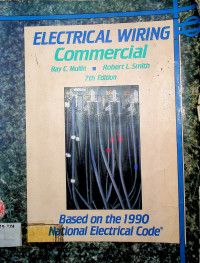 ELECTRICAL WIRING
Commercial
Ray C. Mullin ■ Robert L. Smith
7th Edition
Based on the 1990
National Electrical Code®